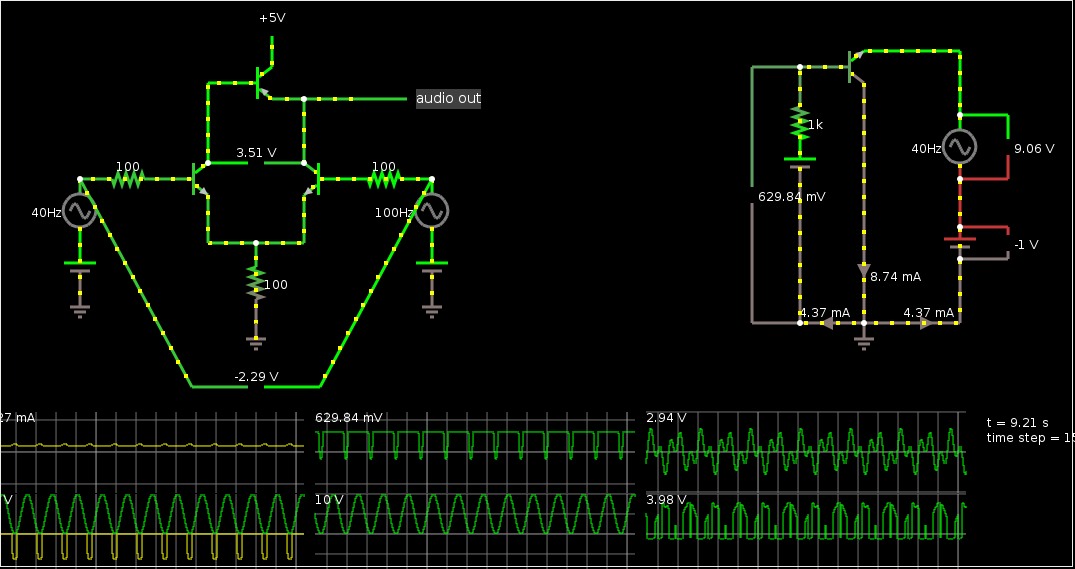 +5V
audio out
3.51 V
100
100
40Hz
100Hz
100
-2.29 V
1k
629.84 mV
40Hz
9.06 V
-1 V
8.74 mA
4.37 mA
4.37 mA
27 mA
629.84 mV
2.94 V
t = 9.21 s
time step = 15
V
10 V
3.98 V